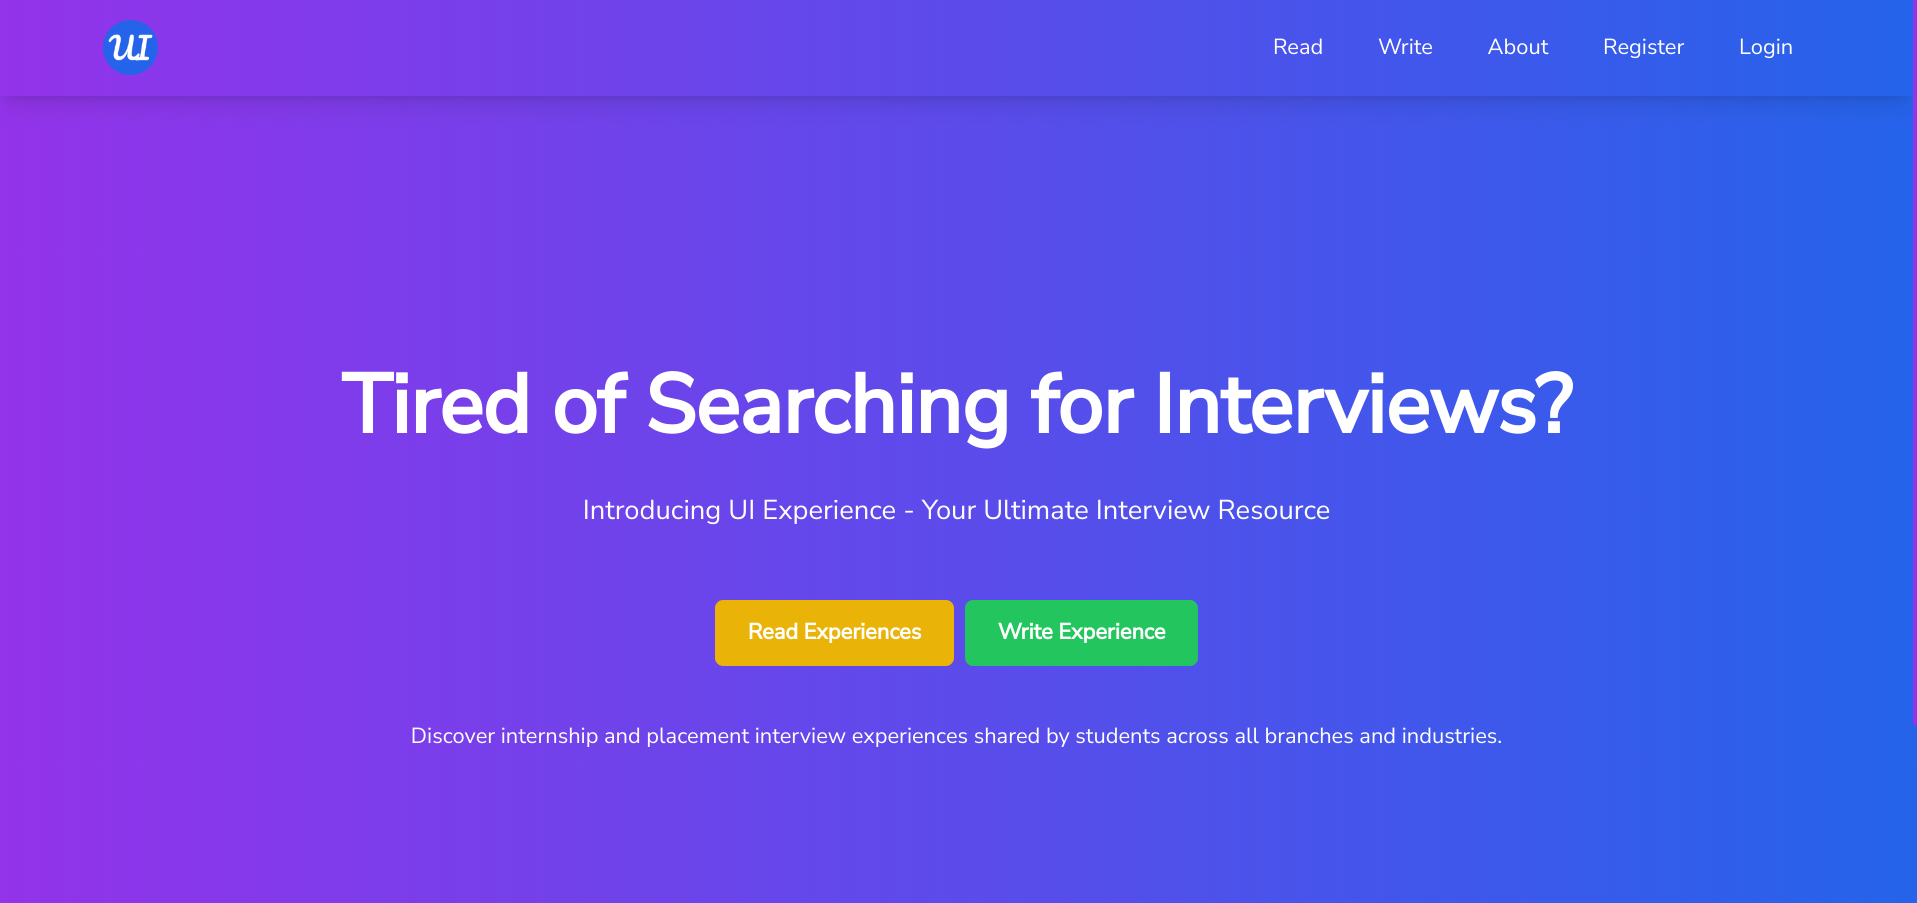 UI
Read
Write
About
Register
Login
Tired of Searching for Interviews?
Introducing UI Experience - Your Ultimate Interview Resource
Read Experiences
Write Experience
Discover internship and placement interview experiences shared by students across all branches and industries.